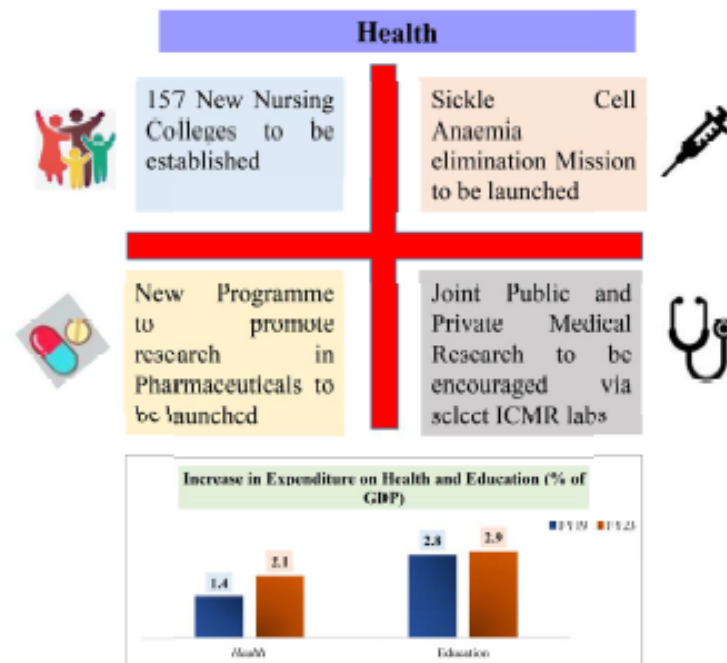 Health
157 New Nursing
Colleges to be
established
Sickle Cell
Anaemia
elimination Mission
to be launched
New Programme
to promote
research in
Pharmaceuticals to
be launched
Joint Public and
Private Medical
Research to be
encouraged via
select ICMR labs
Increase in Expenditure on Health and Education (% of
GDP)
FY19 FY23
1.4
2.1
2.8
2.9
Health
Education